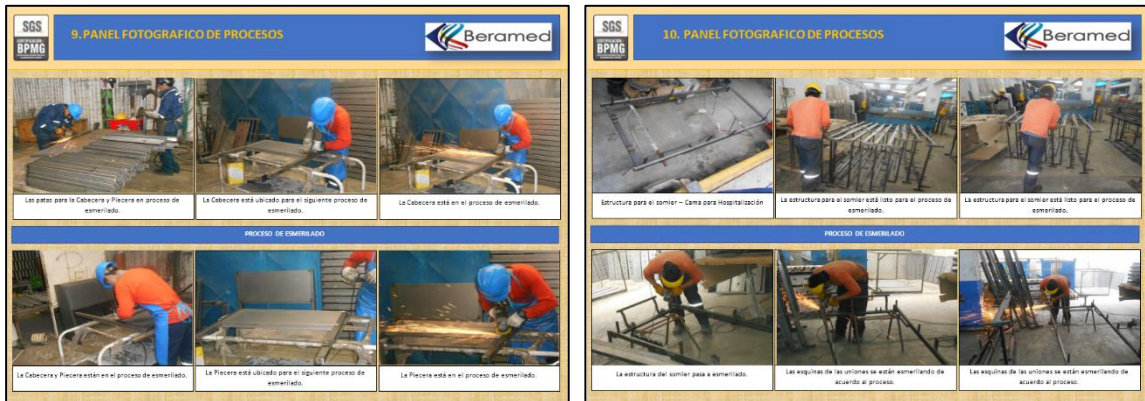 SGS
CERTIFICACIÓN
BPMG
9. PANEL FOTOGRAFICO DE PROCESOS
Beramed
Las patas para la Cabecera y Piecera en proceso de
esmerilado.
La Cabecera está ubicado para el siguiente proceso de
esmerilado.
La Cabecera está en el proceso de esmerilado.
PROCESO DE ESMERILADO
La Cabecera y Piecera están en el proceso de esmerilado.
La Piecera está ubicado para el siguiente proceso de
esmerilado.
La Piecera está en el proceso de esmerilado.
SGS
CERTIFICACIÓN
BPMG
10. PANEL FOTOGRAFICO DE PROCESOS
Beramed
Estructura para el somier – Cama para Hospitalización
La estructura para el somier está listo para el proceso de
esmerilado.
La estructura para el somier está listo para el proceso de
esmerilado.
PROCESO DE ESMERILADO
La estructura del somier pasa a esmerilado.
Las esquinas de las uniones se están esmerilando de
acuerdo al proceso.
Las esquinas de las uniones se están esmerilando de
acuerdo al proceso.